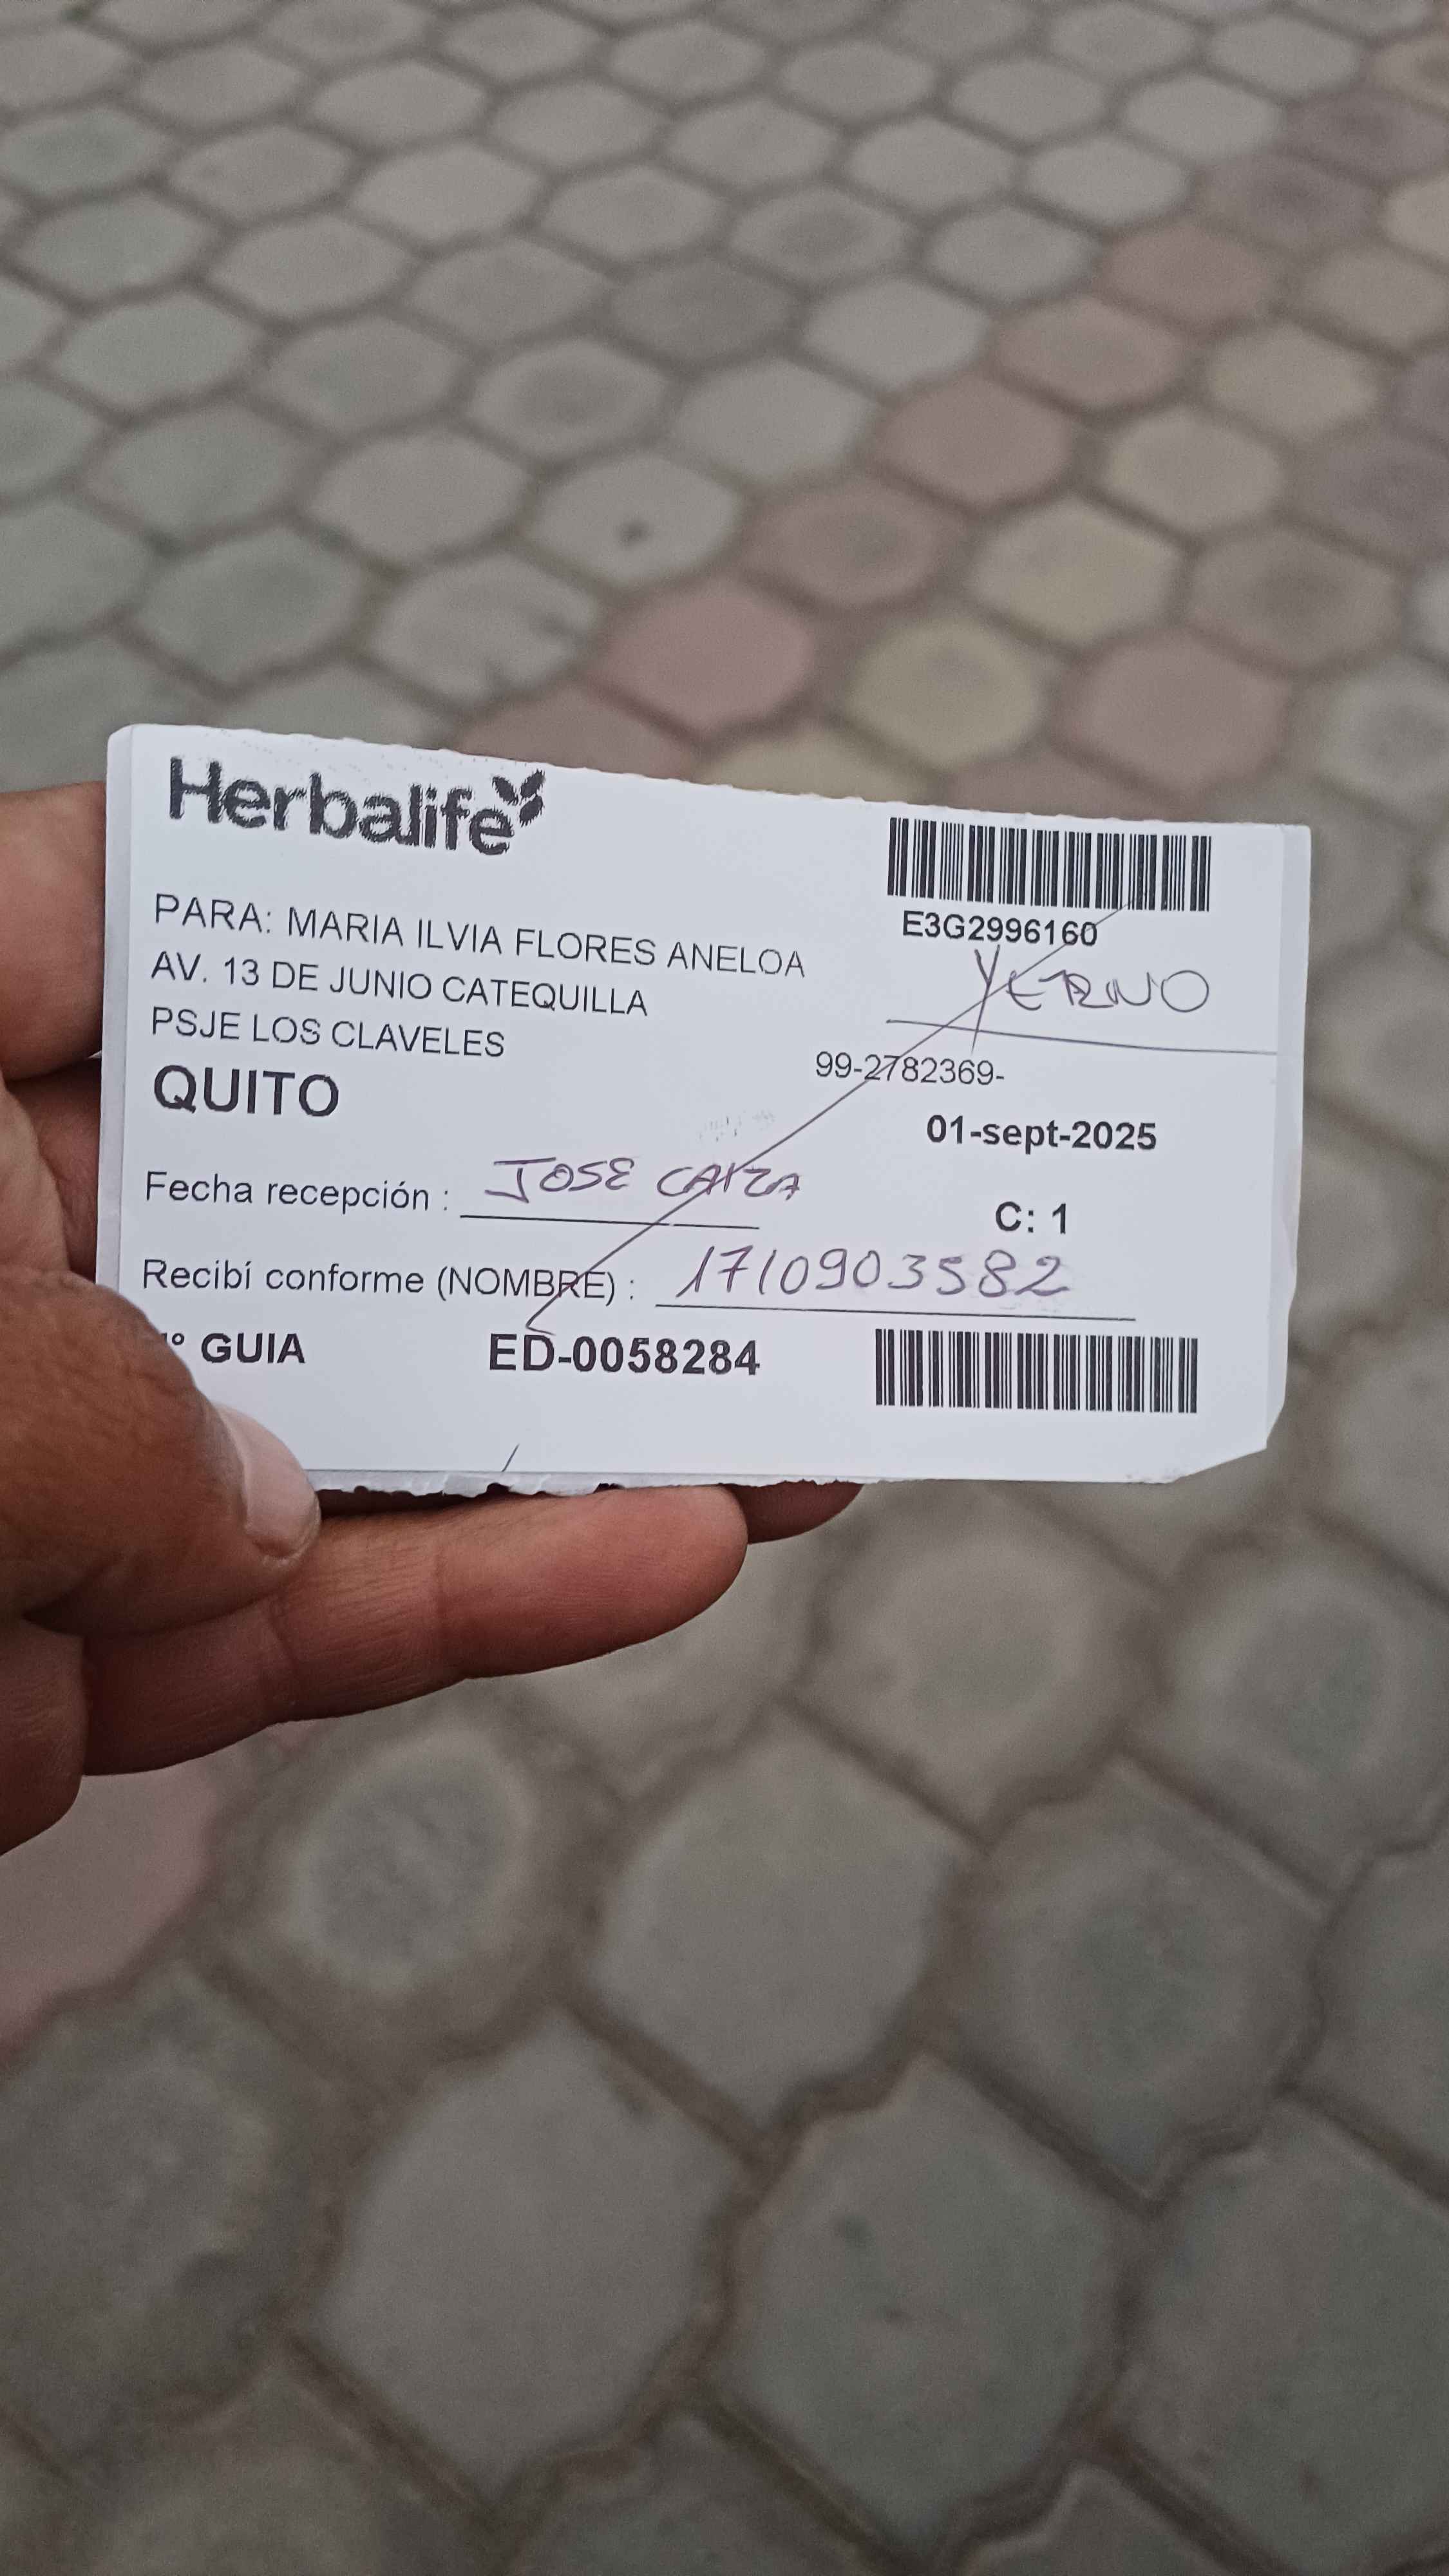 Herbalife
E3G2996160
PARA: MARIA ILVIA FLORES ANELOA
AV. 13 DE JUNIO CATEQUILLA
YERNO
PSJE LOS CLAVELES
99-2782369-
QUITO
01-sept-2025
Fecha recepción : JOSE CAIZA
C: 1
Recibí conforme (NOMBRE) : 1710903582
° GUIA ED-0058284